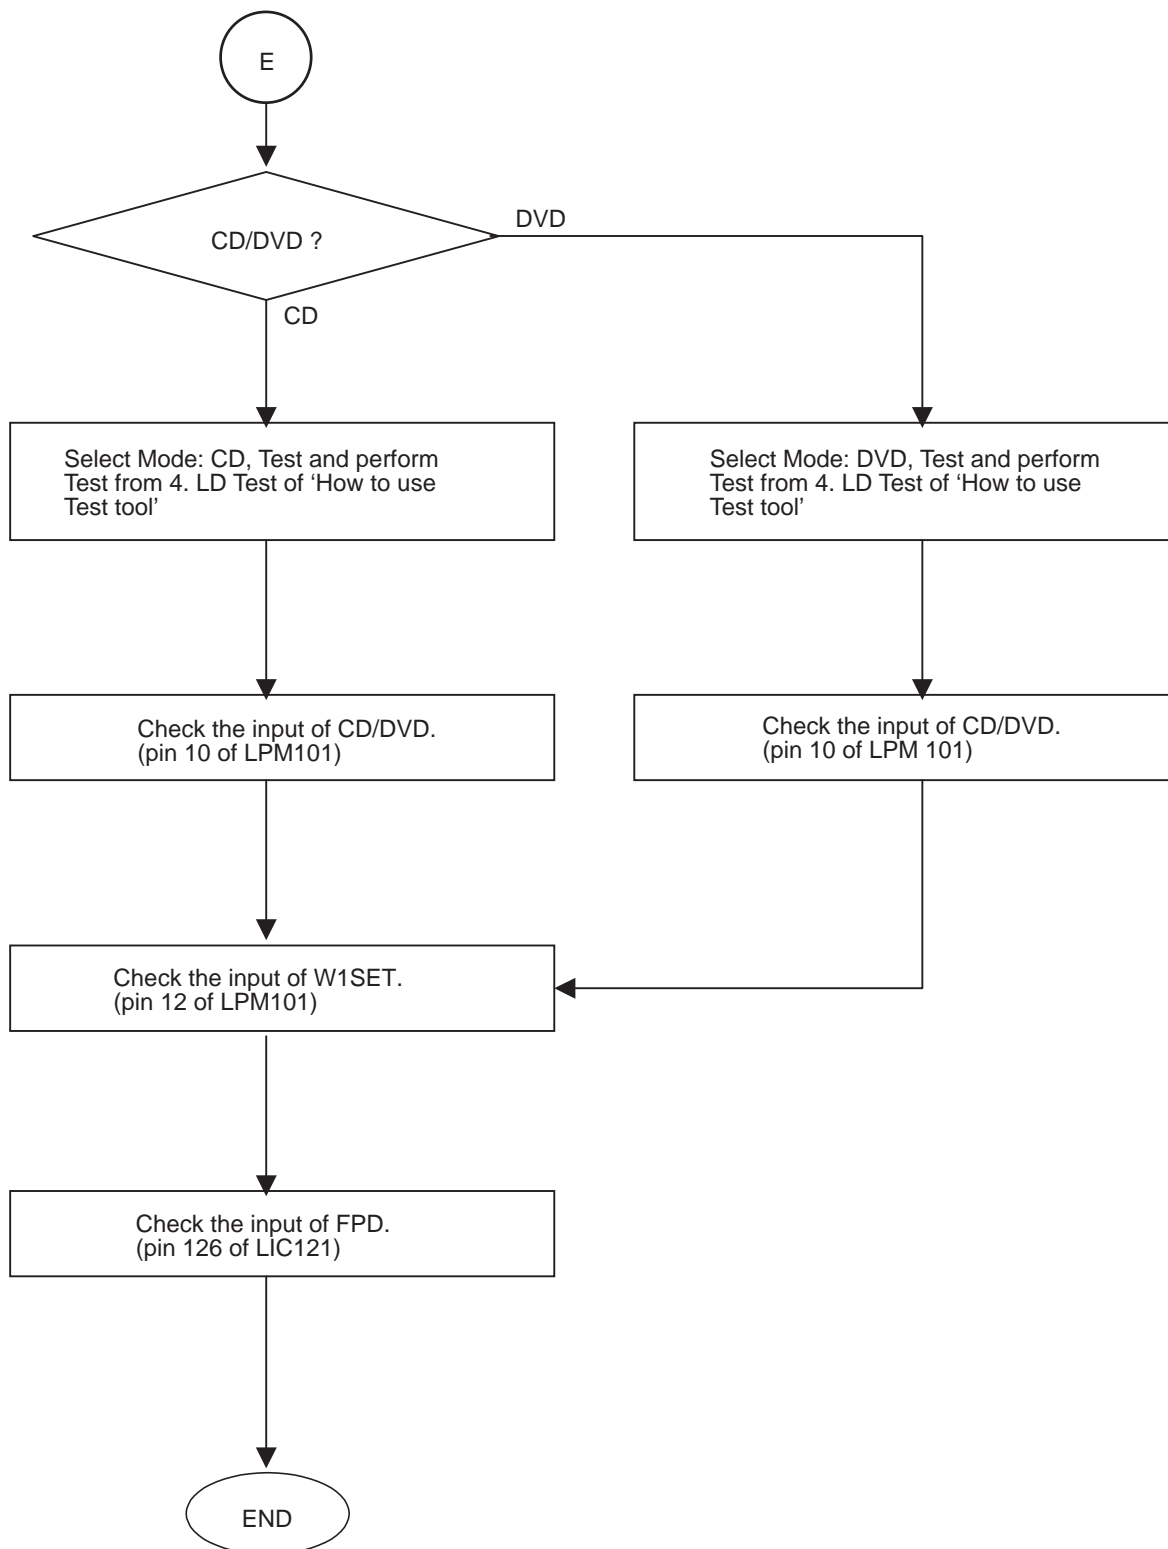 E
CD/DVD ?
DVD
CD
Select Mode: CD, Test and perform
Test from 4. LD Test of ‘How to use
Test tool’
Select Mode: DVD, Test and perform
Test from 4. LD Test of ‘How to use
Test tool’
Check the input of CD/DVD.
(pin 10 of LPM101)
Check the input of CD/DVD.
(pin 10 of LPM 101)
Check the input of W1SET.
(pin 12 of LPM101)
Check the input of FPD.
(pin 126 of LIC121)
END